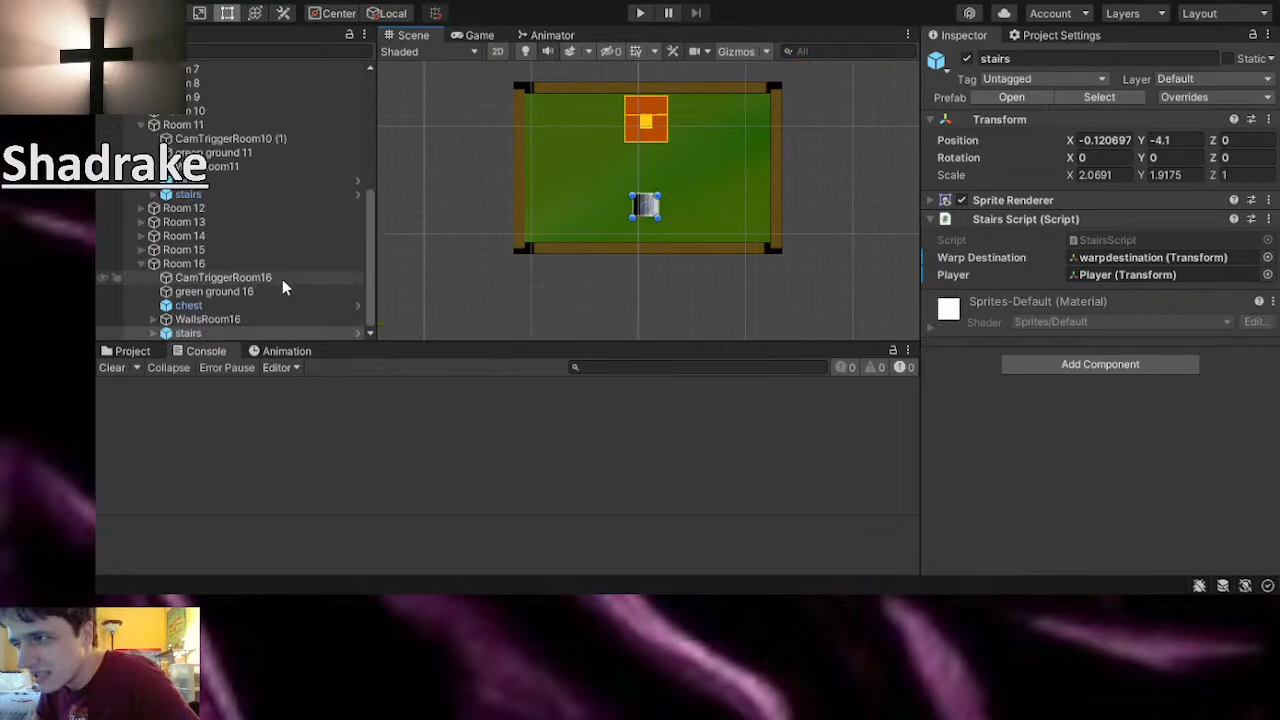 Center
Local
Account
Layers
Layout
Scene
Game
Animator
Shaded
2D
0
Gizmos
All
Room 11
CamTriggerRoom10 (1)
green ground 11
stairs
Room 12
Room 13
Room 14
Room 15
Room 16
CamTriggerRoom16
green ground 16
chest
WallsRoom16
stairs
Shadrake
Project
Console
Animation
Clear
Collapse
Error Pause
Editor
0
0
0
Inspector
Project Settings
stairs
Static
Tag Untagged
Layer Default
Prefab Open Select Overrides
Transform
Position X -0.120697 Y -4.1 Z 0
Rotation X 0 Y 0 Z 0
Scale X 2.0691 Y 1.9175 Z 1
Sprite Renderer
Stairs Script (Script)
Script StairsScript
Warp Destination warpdestination (Transform)
Player Player (Transform)
Sprites-Default (Material)
Shader Sprites/Default Edit...
Add Component